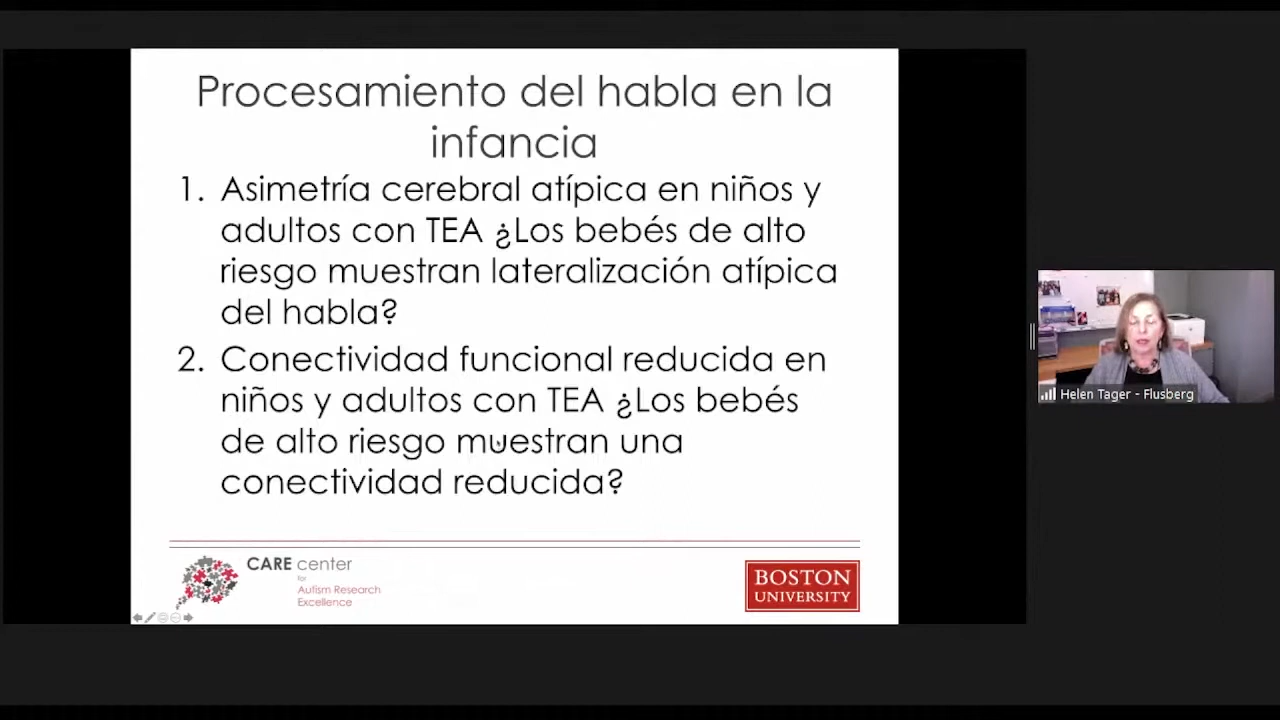 Procesamiento del habla en la
infancia
1. Asimetría cerebral atípica en niños y
adultos con TEA ¿Los bebés de alto
riesgo muestran lateralización atípica
del habla?
2. Conectividad funcional reducida en
niños y adultos con TEA ¿Los bebés
de alto riesgo muestran una
conectividad reducida?
CARE center
for
Autism Research
Excellence
BOSTON
UNIVERSITY
Helen Tager - Flusberg